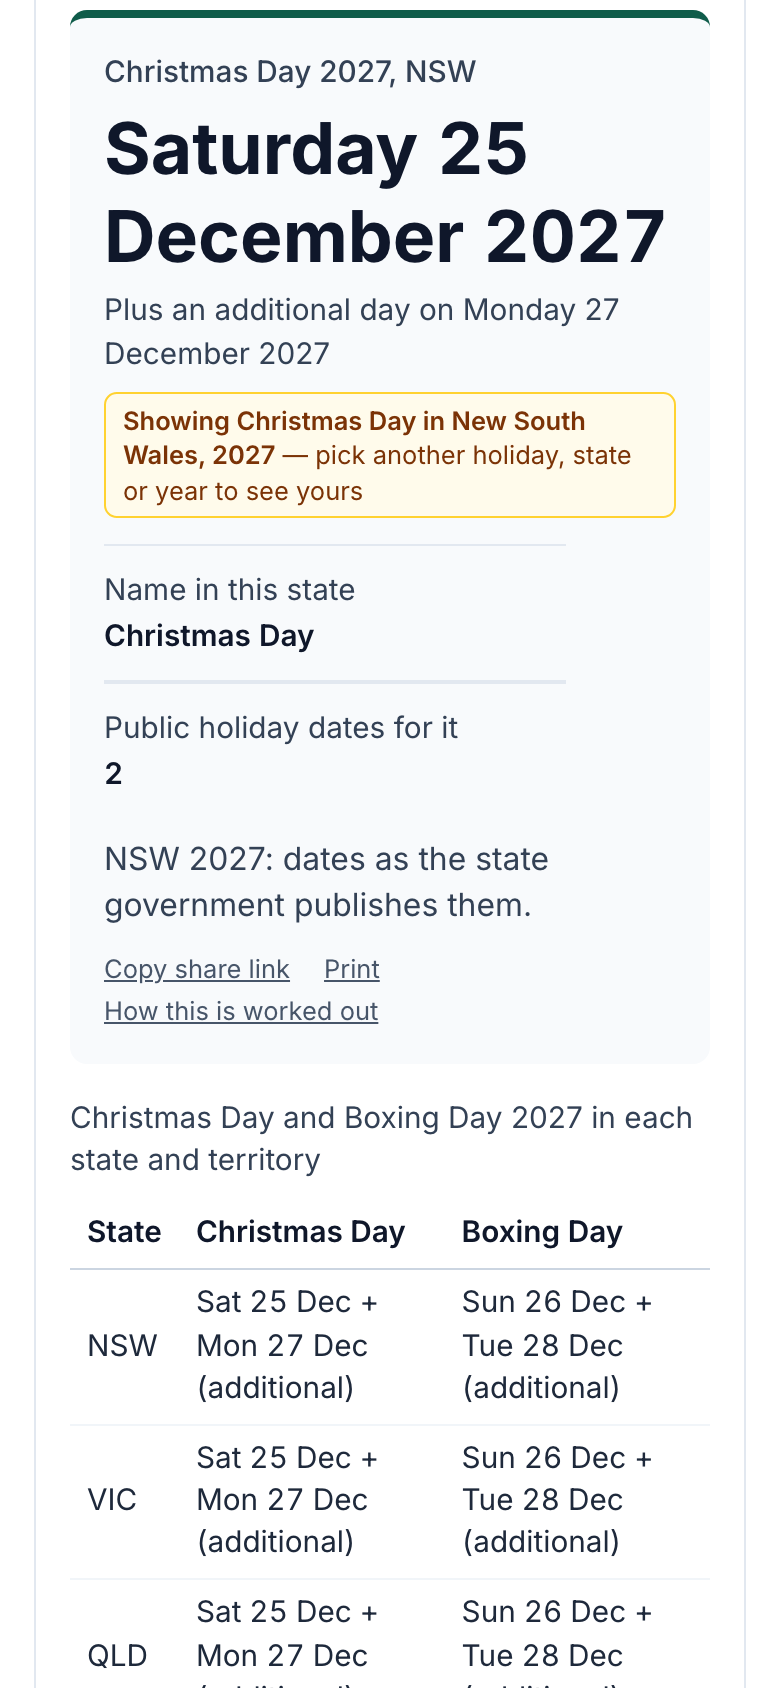 Christmas Day 2027, NSW
Saturday 25
December 2027
Plus an additional day on Monday 27
December 2027
Showing Christmas Day in New South
Wales, 2027 — pick another holiday, state
or year to see yours
Name in this state
Christmas Day
Public holiday dates for it
2
NSW 2027: dates as the state
government publishes them.
Copy share link Print
How this is worked out
Christmas Day and Boxing Day 2027 in each
state and territory
State Christmas Day Boxing Day
Sat 25 Dec + Sun 26 Dec +
NSW Mon 27 Dec Tue 28 Dec
(additional) (additional)
Sat 25 Dec + Sun 26 Dec +
VIC Mon 27 Dec Tue 28 Dec
(additional) (additional)
Sat 25 Dec + Sun 26 Dec +
QLD Mon 27 Dec Tue 28 Dec